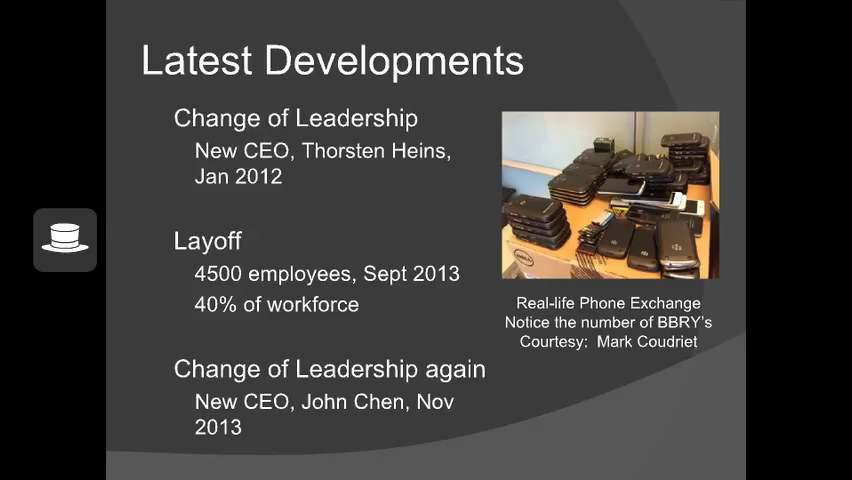 Latest Developments
Change of Leadership
New CEO, Thorsten Heins,
Jan 2012
Layoff
4500 employees, Sept 2013
40% of workforce
Change of Leadership again
New CEO, John Chen, Nov
2013
DELL
Real-life Phone Exchange
Notice the number of BBRY's
Courtesy:  Mark Coudriet